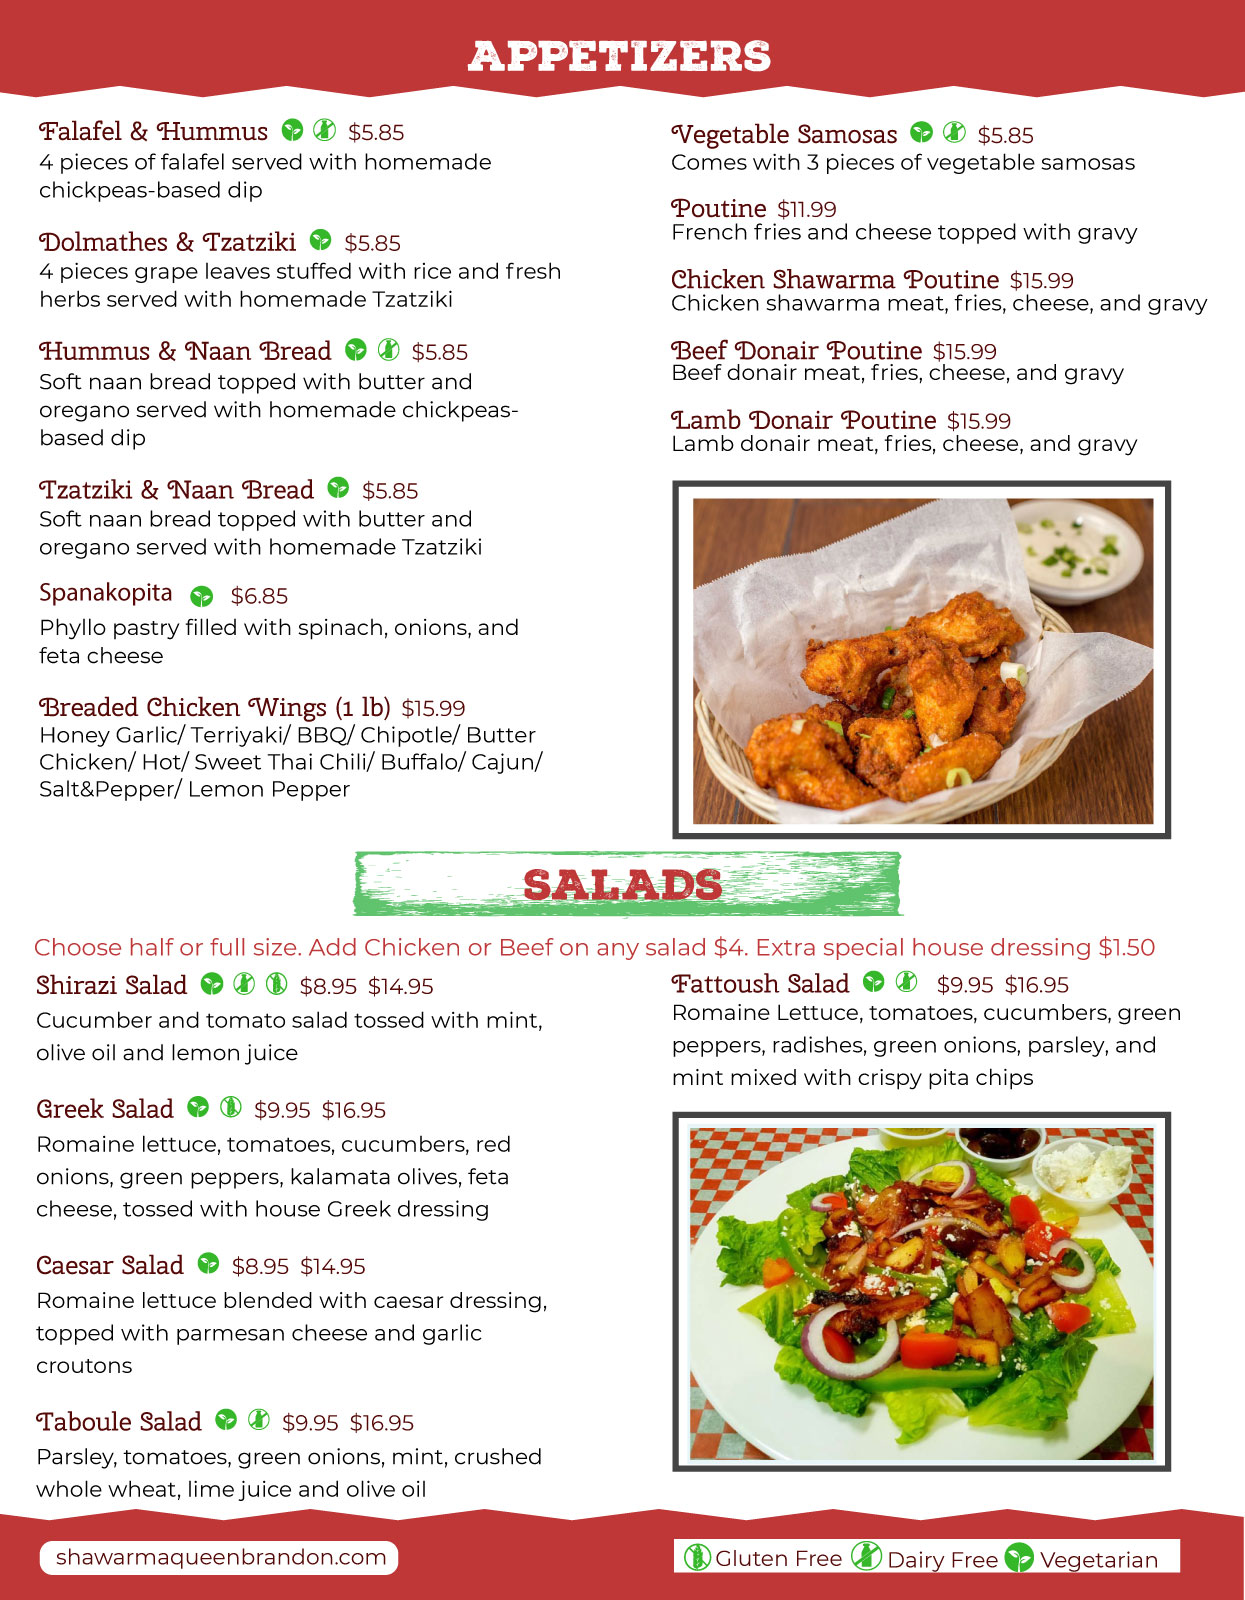 APPETIZERS
Falafel & Hummus $5.85
4 pieces of falafel served with homemade
chickpeas-based dip
Dolmathes & Tzatziki $5.85
4 pieces grape leaves stuffed with rice and fresh
herbs served with homemade Tzatziki
Hummus & Naan Bread $5.85
Soft naan bread topped with butter and
oregano served with homemade chickpeas-
based dip
Tzatziki & Naan Bread $5.85
Soft naan bread topped with butter and
oregano served with homemade Tzatziki
Spanakopita $6.85
Phyllo pastry filled with spinach, onions, and
feta cheese
Breaded Chicken Wings (1 lb) $15.99
Honey Garlic/ Terriyaki/ BBQ/ Chipotle/ Butter
Chicken/ Hot/ Sweet Thai Chili/ Buffalo/ Cajun/
Salt&Pepper/ Lemon Pepper
Vegetable Samosas $5.85
Comes with 3 pieces of vegetable samosas
Poutine $11.99
French fries and cheese topped with gravy
Chicken Shawarma Poutine $15.99
Chicken shawarma meat, fries, cheese, and gravy
Beef Donair Poutine $15.99
Beef donair meat, fries, cheese, and gravy
Lamb Donair Poutine $15.99
Lamb donair meat, fries, cheese, and gravy
SALADS
Choose half or full size. Add Chicken or Beef on any salad $4. Extra special house dressing $1.50
Shirazi Salad $8.95 $14.95
Cucumber and tomato salad tossed with mint,
olive oil and lemon juice
Greek Salad $9.95 $16.95
Romaine lettuce, tomatoes, cucumbers, red
onions, green peppers, kalamata olives, feta
cheese, tossed with house Greek dressing
Caesar Salad $8.95 $14.95
Romaine lettuce blended with caesar dressing,
topped with parmesan cheese and garlic
croutons
Taboule Salad $9.95 $16.95
Parsley, tomatoes, green onions, mint, crushed
whole wheat, lime juice and olive oil
Fattoush Salad $9.95 $16.95
Romaine Lettuce, tomatoes, cucumbers, green
peppers, radishes, green onions, parsley, and
mint mixed with crispy pita chips
shawarmaqueenbrandon.com
Gluten Free Dairy Free Vegetarian